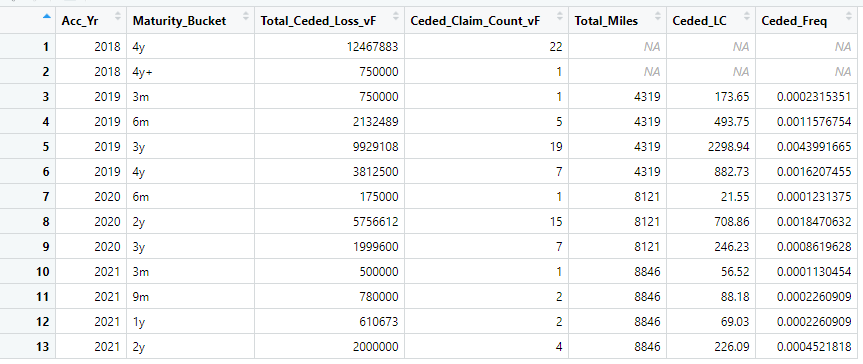 Acc_Yr Maturity_Bucket Total_Ceded_Loss_vF Ceded_Claim_Count_vF Total_Miles Ceded_LC Ceded_Freq
1 2018 4y 12467883 22 NA NA NA
2 2018 4y+ 750000 1 NA NA NA
3 2019 3m 750000 1 4319 173.65 0.0002315351
4 2019 6m 2132489 5 4319 493.75 0.0011576754
5 2019 3y 9929108 19 4319 2298.94 0.0043991665
6 2019 4y 3812500 7 4319 882.73 0.0016207455
7 2020 6m 175000 1 8121 21.55 0.0001231375
8 2020 2y 5756612 15 8121 708.86 0.0018470632
9 2020 3y 1999600 7 8121 246.23 0.0008619628
10 2021 3m 500000 1 8846 56.52 0.0001130454
11 2021 9m 780000 2 8846 88.18 0.0002260909
12 2021 1y 610673 2 8846 69.03 0.0002260909
13 2021 2y 2000000 4 8846 226.09 0.0004521818